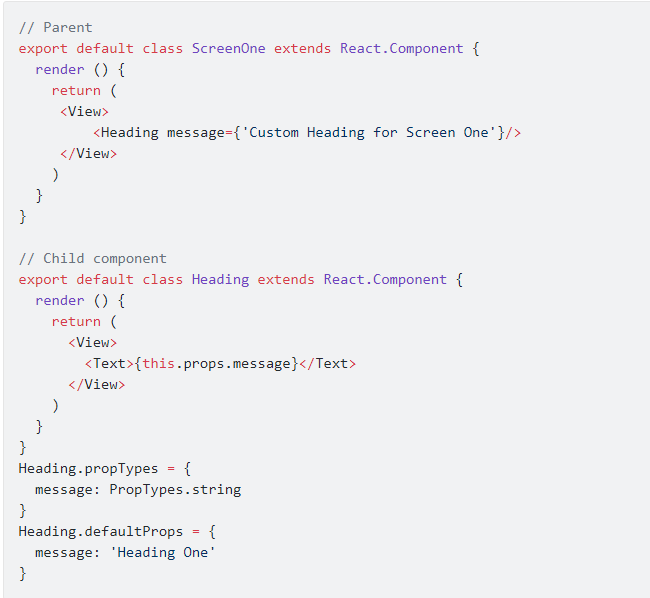 // Parent
export default class ScreenOne extends React.Component {
  render () {
    return (
     <View>
         <Heading message={'Custom Heading for Screen One'}/>
     </View>
    )
  }
}

// Child component
export default class Heading extends React.Component {
  render () {
    return (
      <View>
        <Text>{this.props.message}</Text>
      </View>
    )
  }
}
Heading.propTypes = {
  message: PropTypes.string
}
Heading.defaultProps = {
  message: 'Heading One'
}